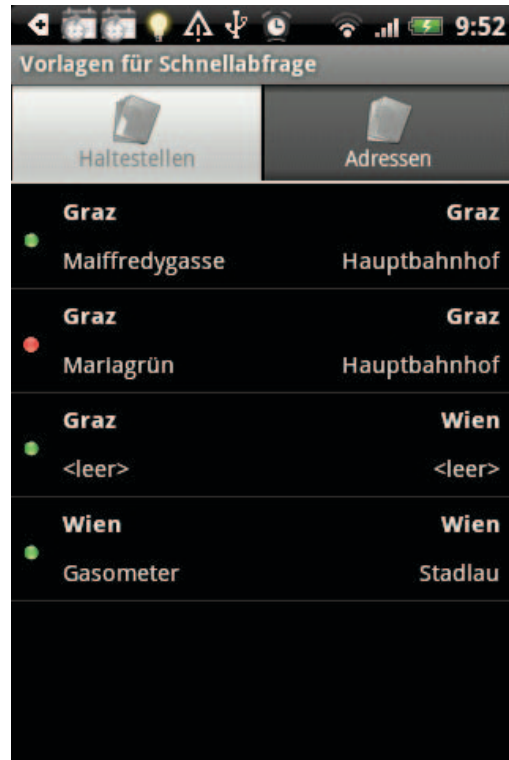 9:52
Vorlagen für Schnellabfrage
Haltestellen Adressen
Graz Graz
Maiffredygasse Hauptbahnhof
Graz Graz
Mariagrün Hauptbahnhof
Graz Wien
<leer> <leer>
Wien Wien
Gasometer Stadlau